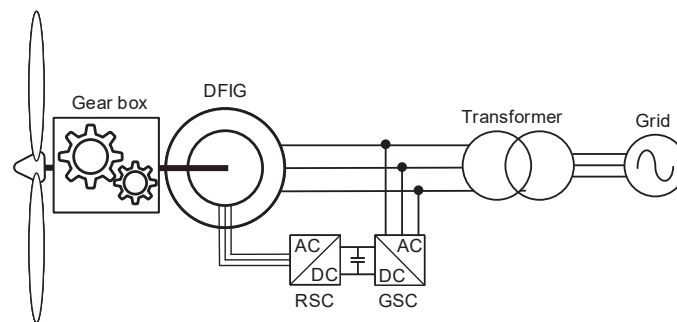 DFIG
Gear box
Transformer
Grid
AC
DC
AC
DC
RSC
GSC